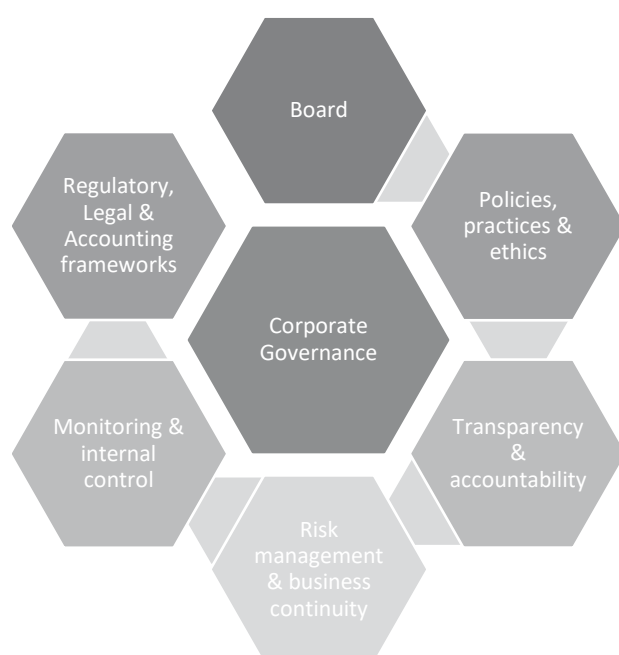 Board
Regulatory,
Legal &
Accounting
frameworks
Policies,
practices &
ethics
Corporate
Governance
Monitoring &
internal
control
Transparency
&
accountability
Risk
management
& business
continuity